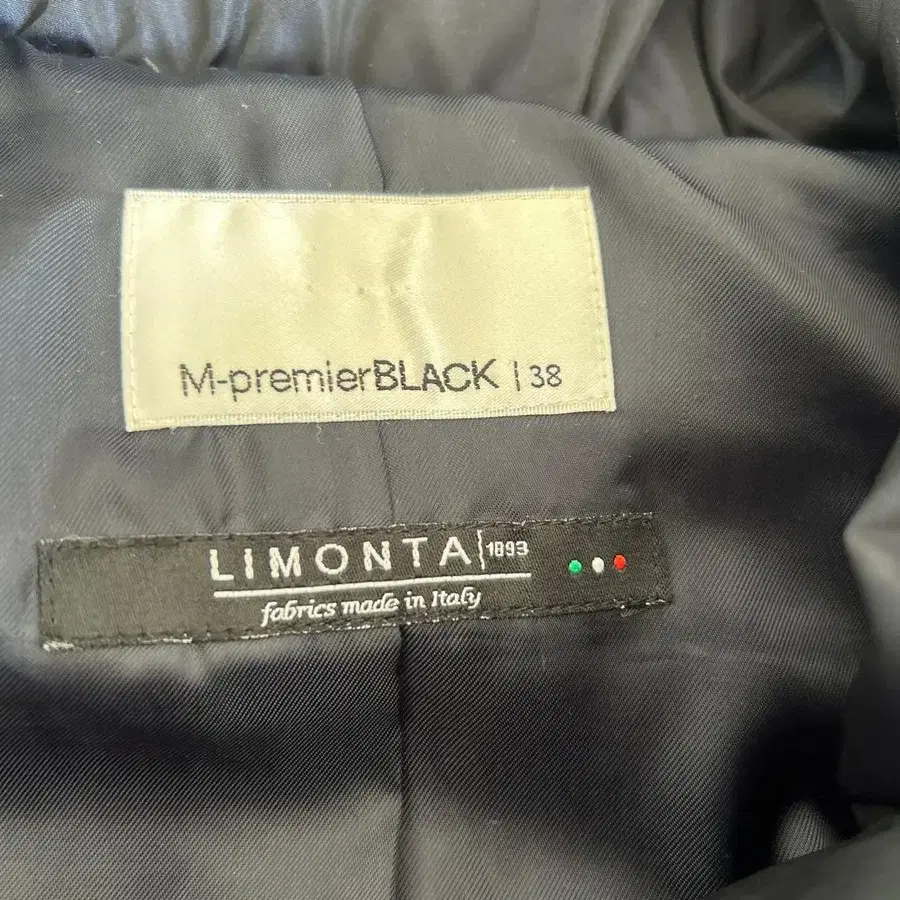 M-premierBLACK | 38
LIMONTA|1893
fabrics made in Italy